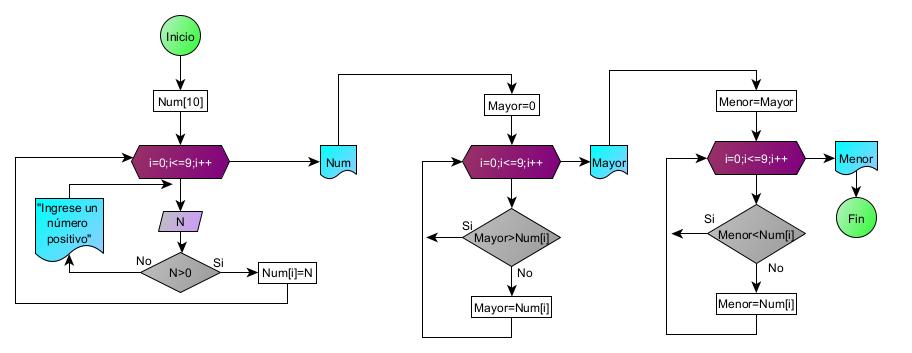 Inicio
Num[10]
i=0;i<=9;i++
"Ingrese un
número
positivo"
N
N>0
No
Si
Num[i]=N
Num
Mayor=0
i=0;i<=9;i++
Si
Mayor>Num[i]
No
Mayor=Num[i]
Mayor
Menor=Mayor
i=0;i<=9;i++
Si
Menor<Num[i]
No
Menor=Num[i]
Menor
Fin